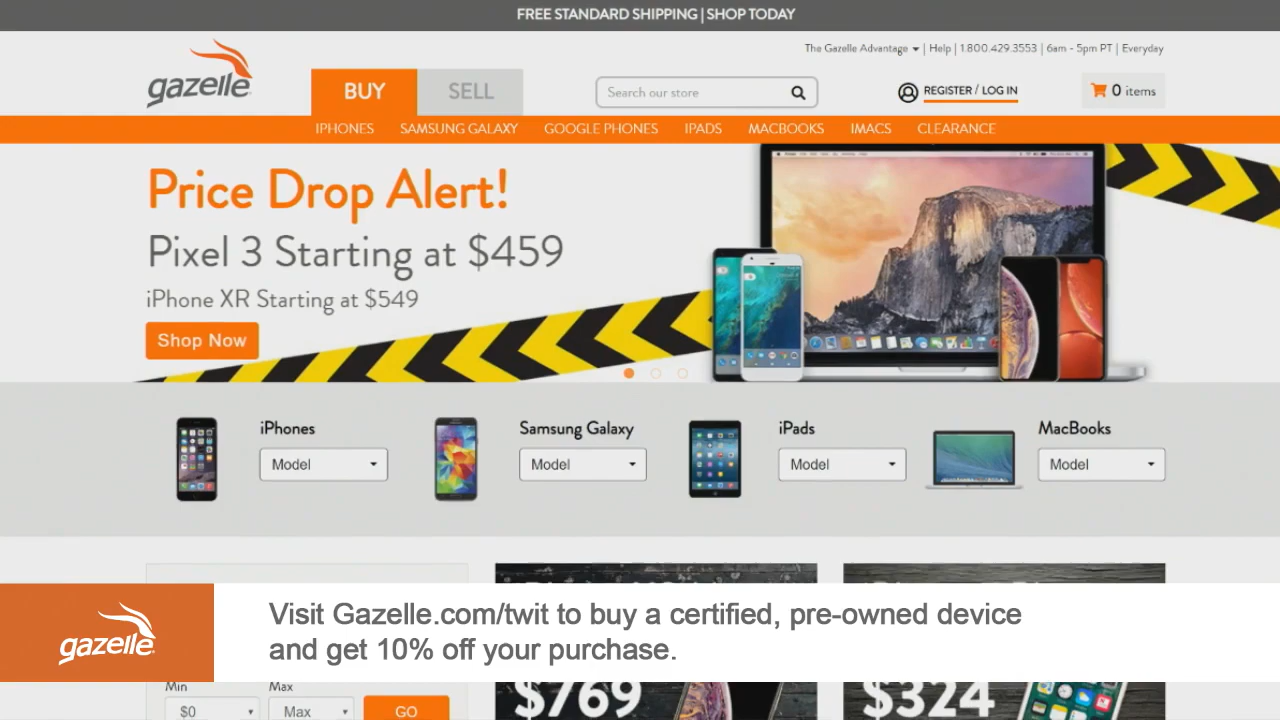 FREE STANDARD SHIPPING | SHOP TODAY
The Gazelle Advantage | Help | 1.800.429.3553 | 6am - 5pm PT | Everyday
gazelle
BUY
SELL
Search our store
REGISTER / LOG IN
0 items
IPHONES
SAMSUNG GALAXY
GOOGLE PHONES
IPADS
MACBOOKS
IMACS
CLEARANCE
Price Drop Alert!
Pixel 3 Starting at $459
iPhone XR Starting at $549
Shop Now
iPhones
Model
Samsung Galaxy
Model
iPads
Model
MacBooks
Model
gazelle
Visit Gazelle.com/twit to buy a certified, pre-owned device
and get 10% off your purchase.
Min
Max
$0
Max
GO
$769
$324